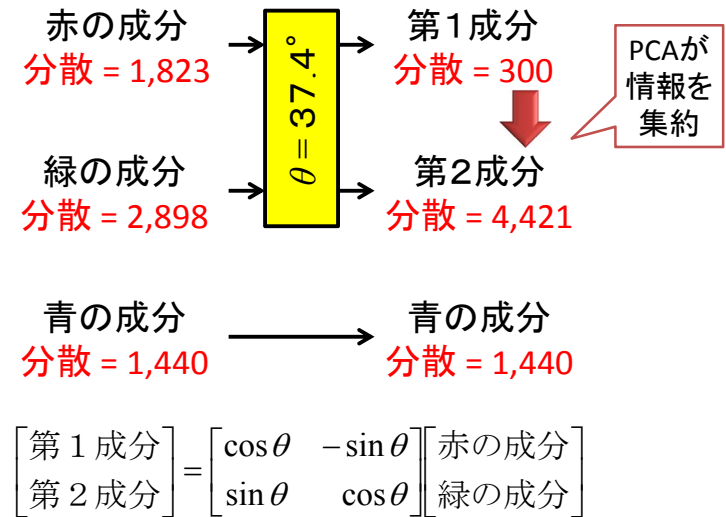 赤の成分
分散 = 1,823
θ = 37.4°
第１成分
分散 = 300
PCAが
情報を
集約
緑の成分
分散 = 2,898
第２成分
分散 = 4,421
青の成分
分散 = 1,440
青の成分
分散 = 1,440
[第１成分] = [cosθ -sinθ][赤の成分]
[第２成分] [sinθ cosθ][緑の成分]